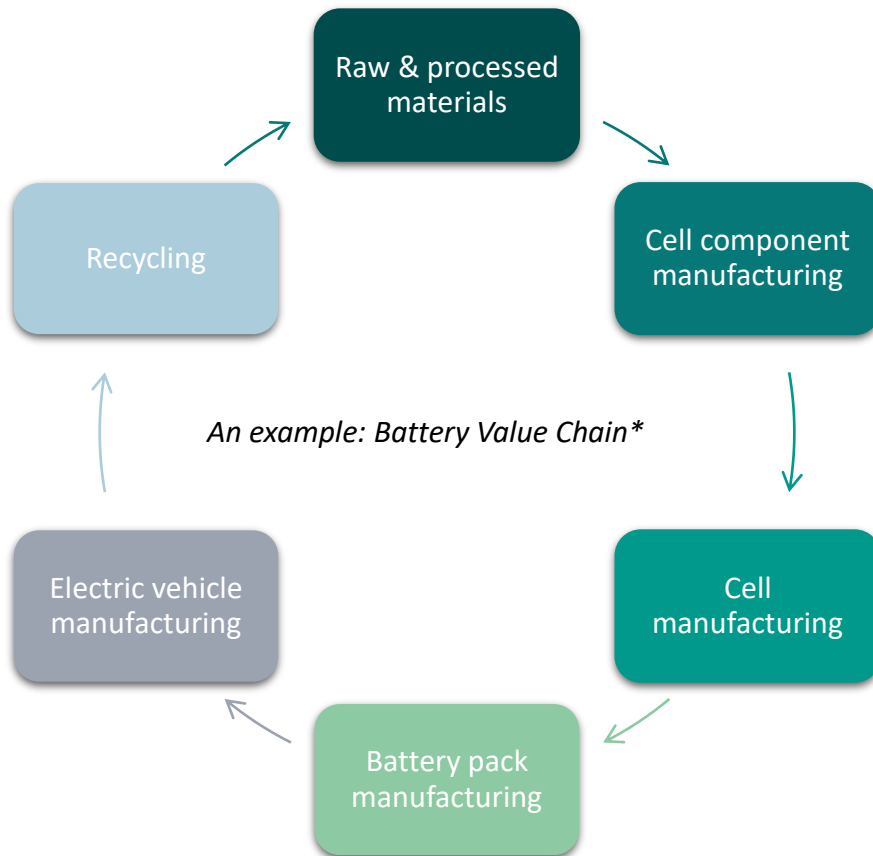 Raw & processed
materials
Cell component
manufacturing
Cell
manufacturing
Battery pack
manufacturing
Electric vehicle
manufacturing
Recycling
An example: Battery Value Chain*